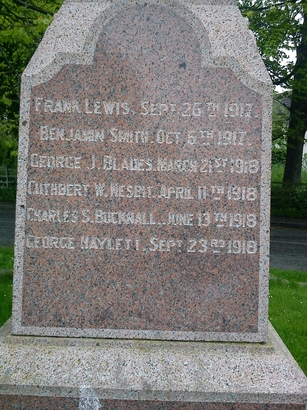 FRANK LEWIS. SEPT 26TH 1917.
BENJAMIN SMITH. OCT 6TH 1917.
GEORGE J. BLADES. MARCH 21ST 1918
CUTHBERT W. NESBIT. APRIL 11TH 1918
CHARLES S. BUCKNALL. JUNE 13TH 1918
GEORGE HAYLETT. SEPT 23RD 1918